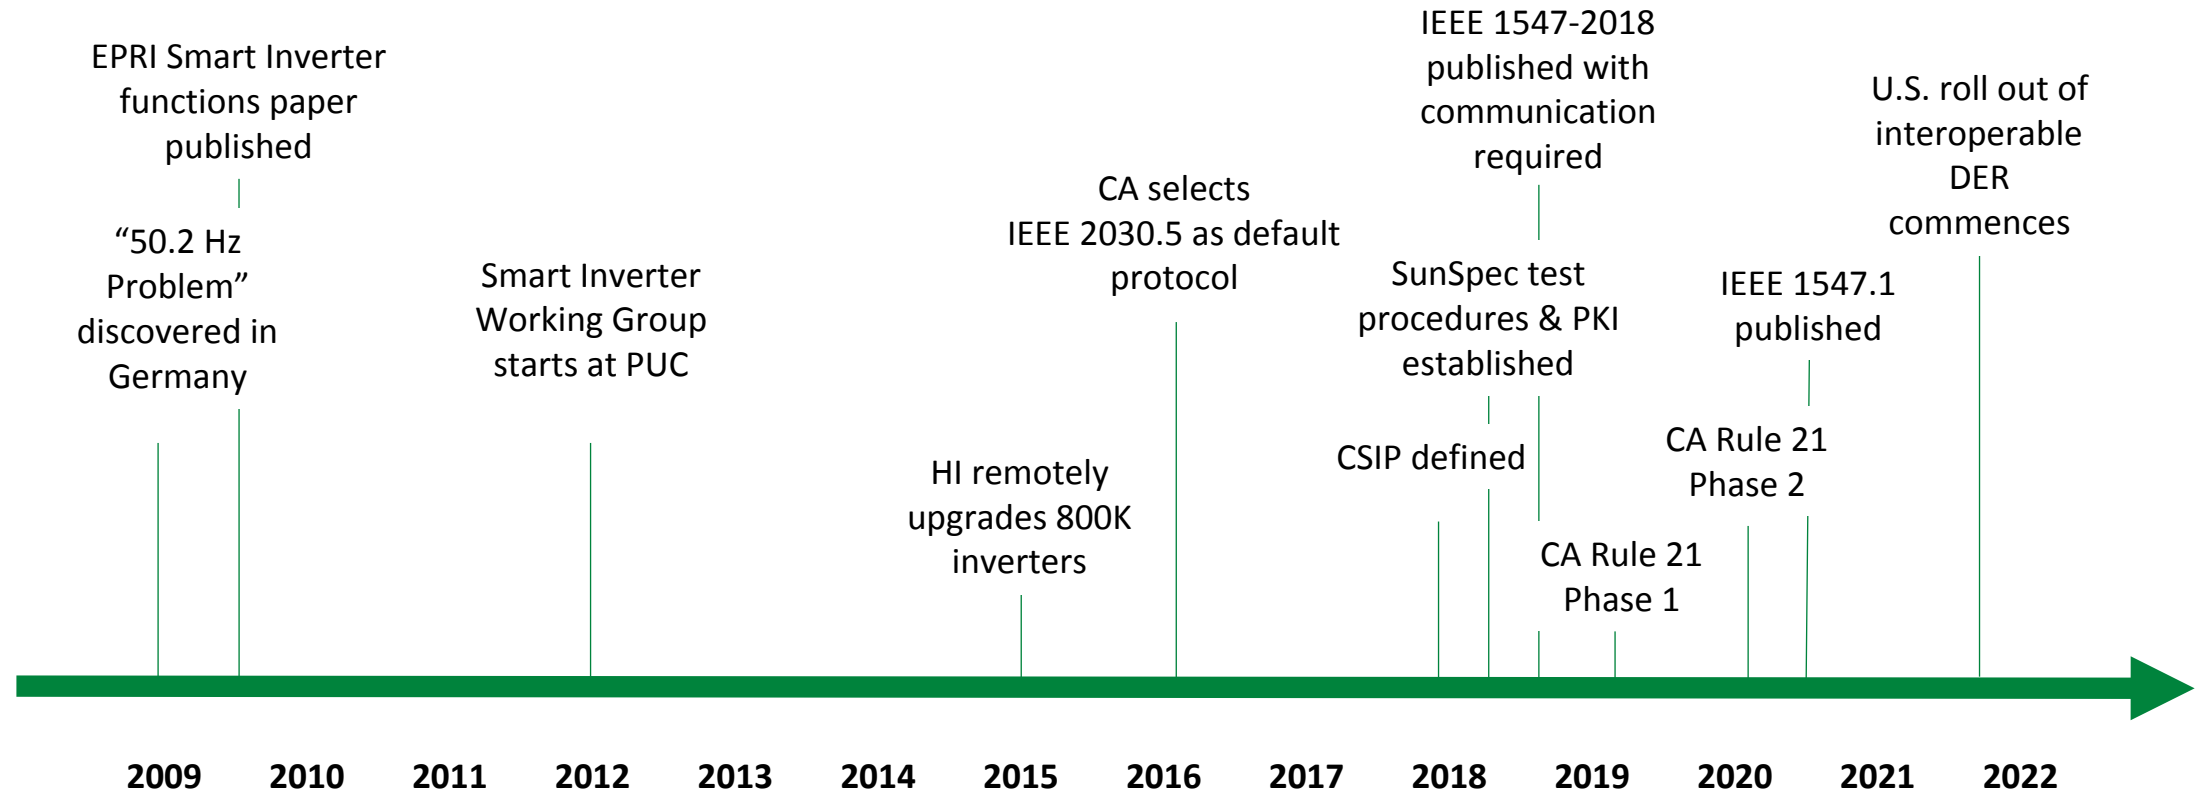 EPRI Smart Inverter
functions paper
published
“50.2 Hz
Problem”
discovered in
Germany
Smart Inverter
Working Group
starts at PUC
HI remotely
upgrades 800K
inverters
CA selects
IEEE 2030.5 as default
protocol
IEEE 1547-2018
published with
communication
required
SunSpec test
procedures & PKI
established
CSIP defined
CA Rule 21
Phase 1
CA Rule 21
Phase 2
IEEE 1547.1
published
U.S. roll out of
interoperable
DER
commences
2009 2010 2011 2012 2013 2014 2015 2016 2017 2018 2019 2020 2021 2022